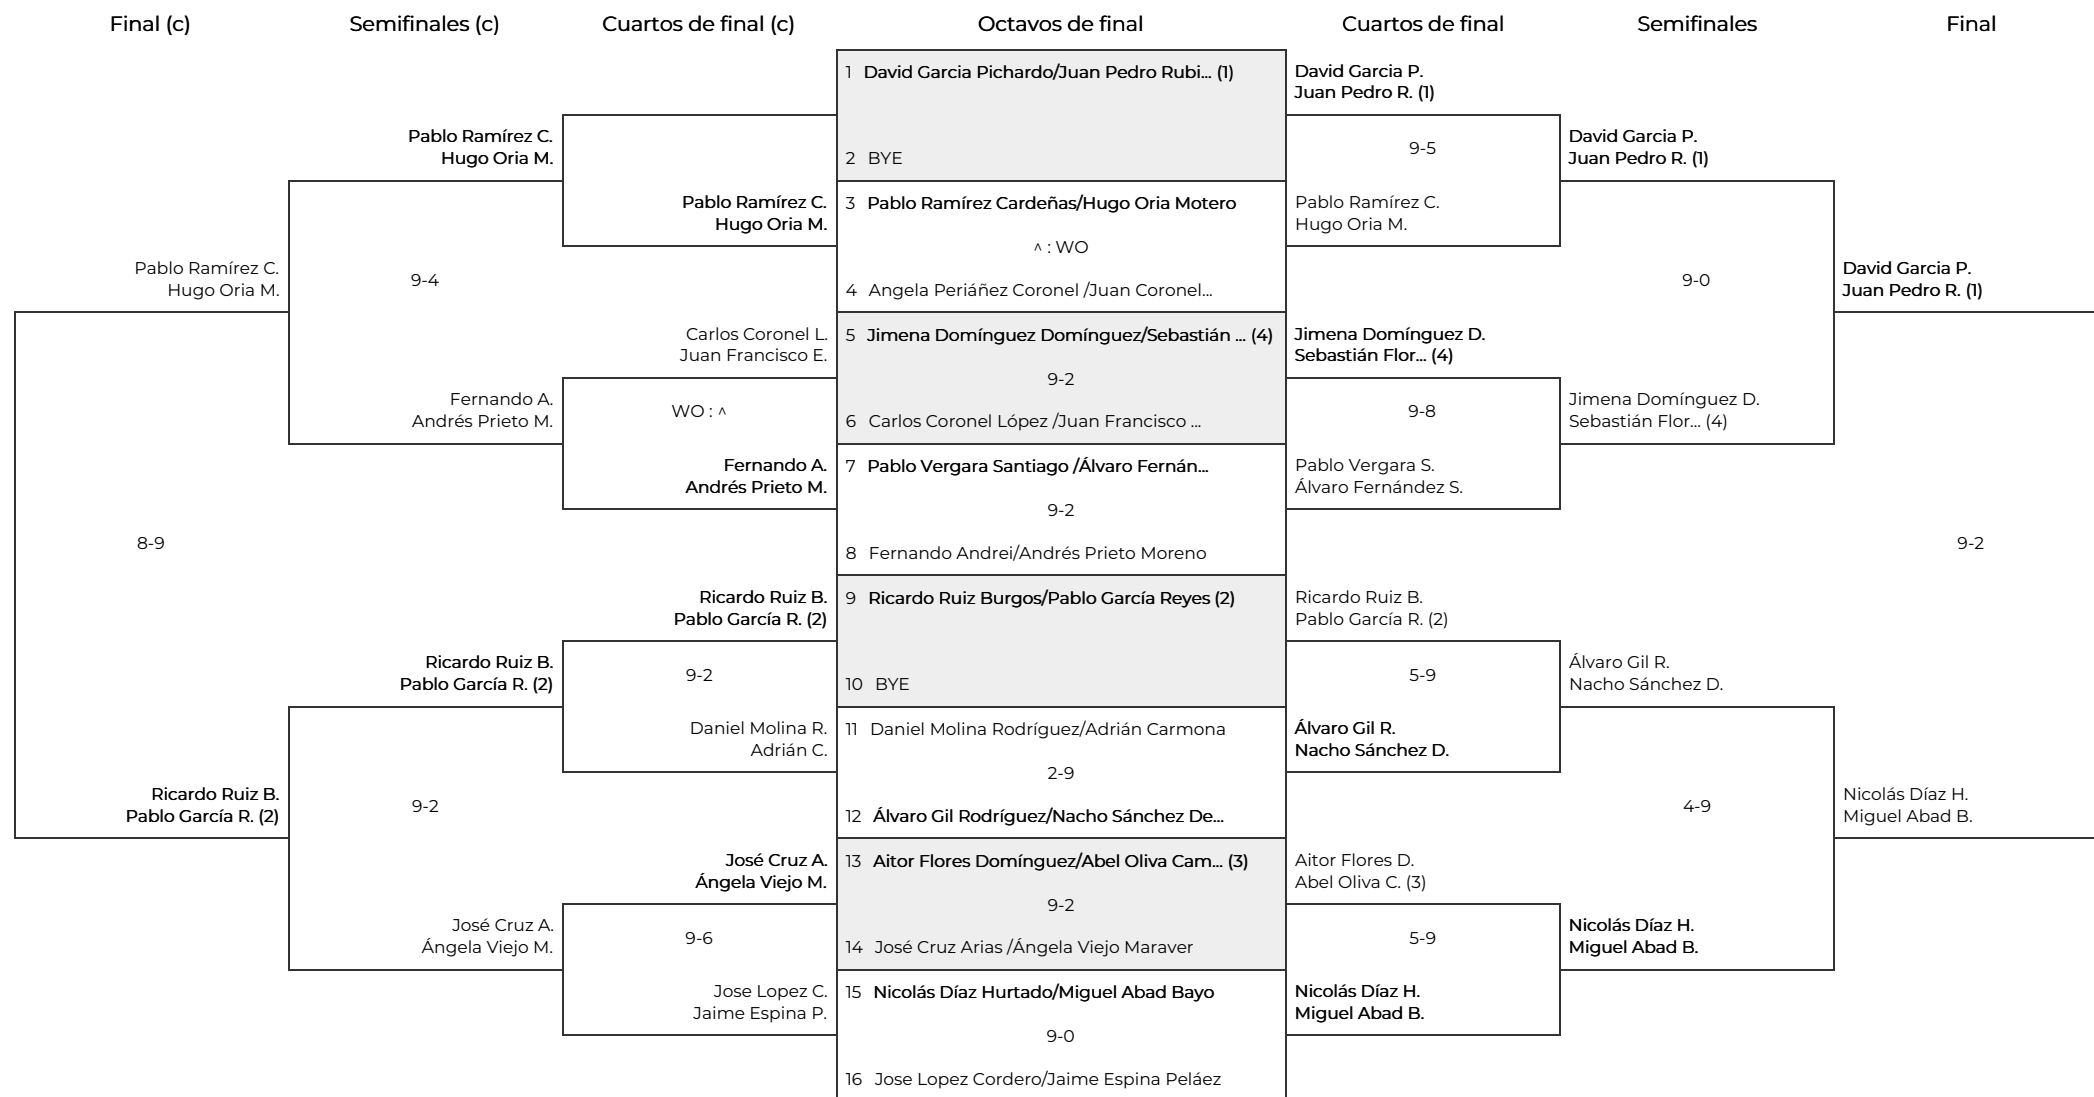 Final (c)
Semifinales (c)
Cuartos de final (c)
Octavos de final
Cuartos de final
Semifinales
Final
Pablo Ramírez C.
Hugo Oria M.
8-9
Ricardo Ruiz B.
Pablo García R. (2)
Pablo Ramírez C.
Hugo Oria M.
9-4
Fernando A.
Andrés Prieto M.
Ricardo Ruiz B.
Pablo García R. (2)
9-2
José Cruz A.
Ángela Viejo M.
Pablo Ramírez C.
Hugo Oria M.
Carlos Coronel L.
Juan Francisco E.
WO : ^
Fernando A.
Andrés Prieto M.
Ricardo Ruiz B.
Pablo García R. (2)
9-2
Daniel Molina R.
Adrián C.
José Cruz A.
Ángela Viejo M.
9-6
Jose Lopez C.
Jaime Espina P.
1 David Garcia Pichardo/Juan Pedro Rubi... (1)
2 BYE
3 Pablo Ramírez Cardeñas/Hugo Oria Motero
^ : WO
4 Angela Periáñez Coronel /Juan Coronel...
5 Jimena Domínguez Domínguez/Sebastián ... (4)
9-2
6 Carlos Coronel López /Juan Francisco ...
7 Pablo Vergara Santiago /Álvaro Fernán...
9-2
8 Fernando Andrei/Andrés Prieto Moreno
9 Ricardo Ruiz Burgos/Pablo García Reyes (2)
10 BYE
11 Daniel Molina Rodríguez/Adrián Carmona
2-9
12 Álvaro Gil Rodríguez/Nacho Sánchez De...
13 Aitor Flores Domínguez/Abel Oliva Cam... (3)
9-2
14 José Cruz Arias /Ángela Viejo Maraver
15 Nicolás Díaz Hurtado/Miguel Abad Bayo
9-0
16 Jose Lopez Cordero/Jaime Espina Peláez
David Garcia P.
Juan Pedro R. (1)
9-5
Pablo Ramírez C.
Hugo Oria M.
Jimena Domínguez D.
Sebastián Flor... (4)
9-8
Pablo Vergara S.
Álvaro Fernández S.
Ricardo Ruiz B.
Pablo García R. (2)
5-9
Álvaro Gil R.
Nacho Sánchez D.
Aitor Flores D.
Abel Oliva C. (3)
5-9
Nicolás Díaz H.
Miguel Abad B.
David Garcia P.
Juan Pedro R. (1)
9-0
Jimena Domínguez D.
Sebastián Flor... (4)
Álvaro Gil R.
Nacho Sánchez D.
4-9
Nicolás Díaz H.
Miguel Abad B.
David Garcia P.
Juan Pedro R. (1)
9-2
Nicolás Díaz H.
Miguel Abad B.